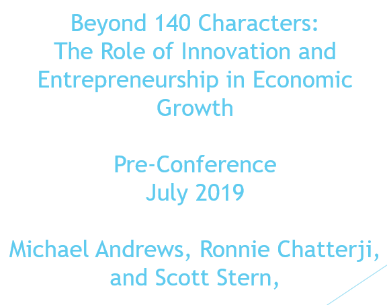 Beyond 140 Characters:
The Role of Innovation and
Entrepreneurship in Economic
Growth
Pre-Conference
July 2019
Michael Andrews, Ronnie Chatterji,
and Scott Stern,